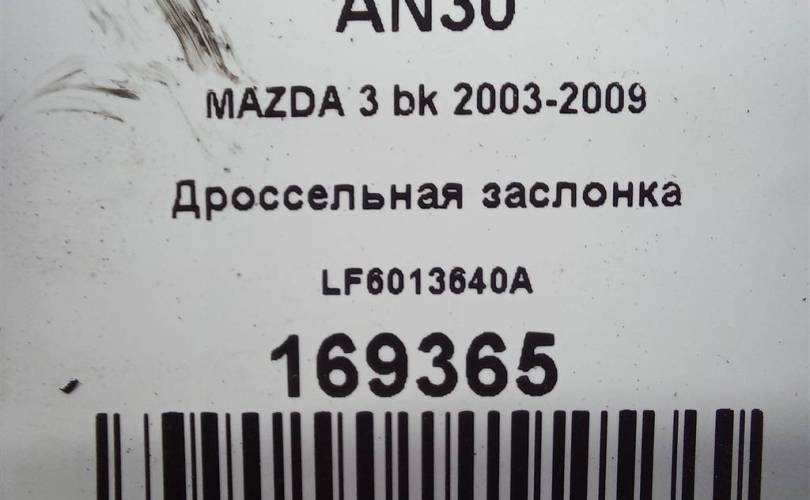 AN30
MAZDA 3 bk 2003-2009
Дроссельная заслонка
LF6013640A
169365